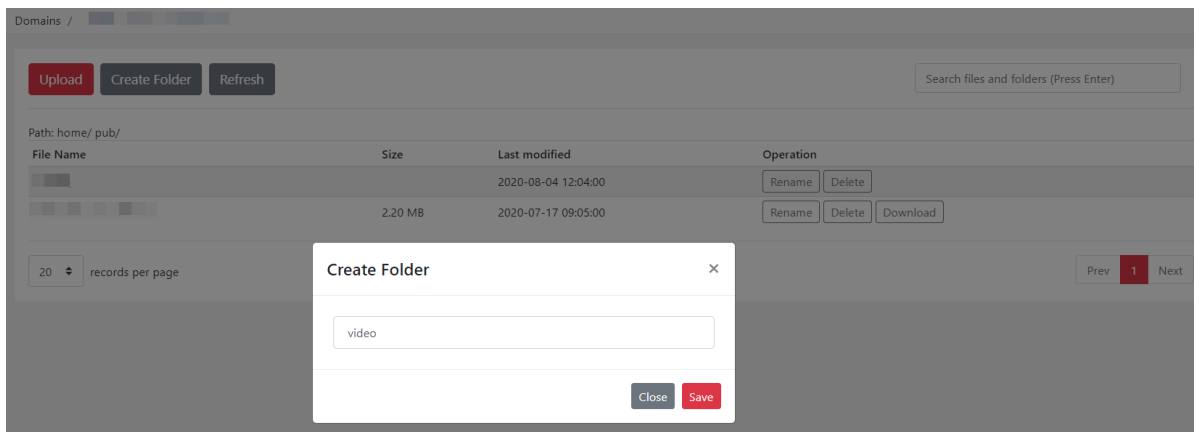 Domains /
Upload Create Folder Refresh Search files and folders (Press Enter)
Path: home/ pub/
File Name Size Last modified Operation
2020-08-04 12:04:00 Rename Delete
2.20 MB 2020-07-17 09:05:00 Rename Delete Download
20 records per page Prev 1 Next
Create Folder ×
video
Close Save